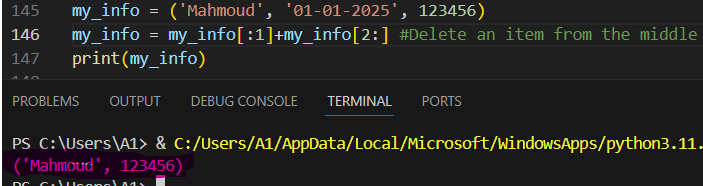 145 my_info = ('Mahmoud', '01-01-2025', 123456)
146 my_info = my_info[:1]+my_info[2:] #Delete an item from the middle
147 print(my_info)
PROBLEMS OUTPUT DEBUG CONSOLE TERMINAL PORTS
PS C:\Users\A1> & C:/Users/A1/AppData/Local/Microsoft/WindowsApps/python3.11.
('Mahmoud', 123456)
PS C:\Users\A1>